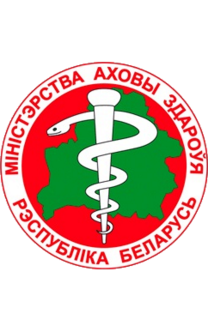 МІНІСТЭРСТВА АХОВЫ ЗДАРОЎЯ
РЭСПУБЛІКА БЕЛАРУСЬ